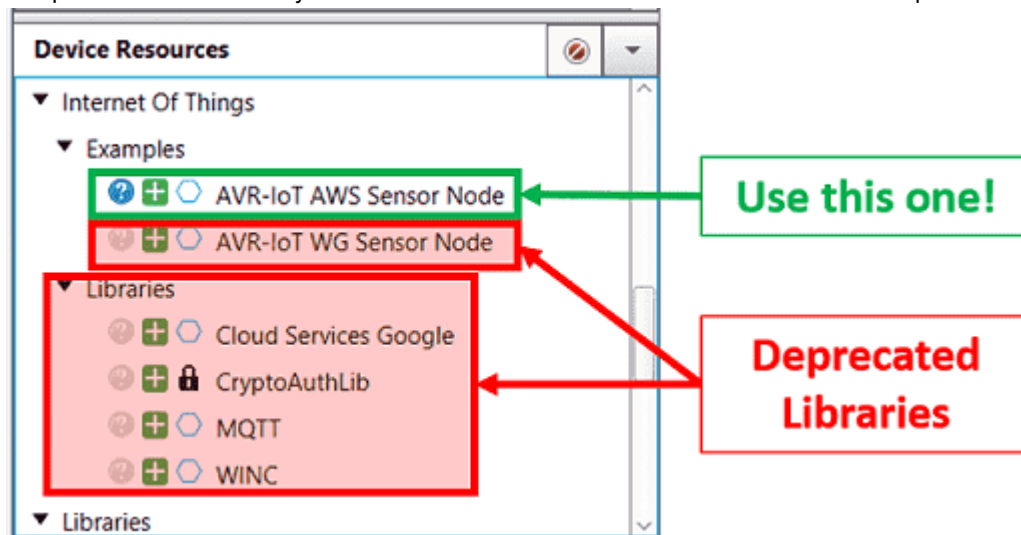 Device Resources
Internet Of Things
Examples
AVR-IoT AWS Sensor Node
AVR-IoT WG Sensor Node
Libraries
Cloud Services Google
CryptoAuthLib
MQTT
WINC
Libraries
Use this one!
Deprecated
Libraries